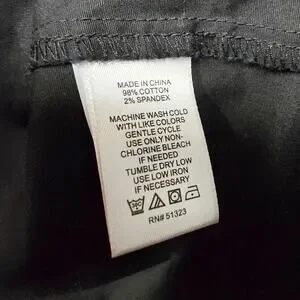 MADE IN CHINA
98% COTTON
2% SPANDEX
MACHINE WASH COLD
WITH LIKE COLORS
GENTLE CYCLE
USE ONLY NON-
CHLORINE BLEACH
IF NEEDED
TUMBLE DRY LOW
USE LOW IRON
IF NECESSARY
RN# 51323